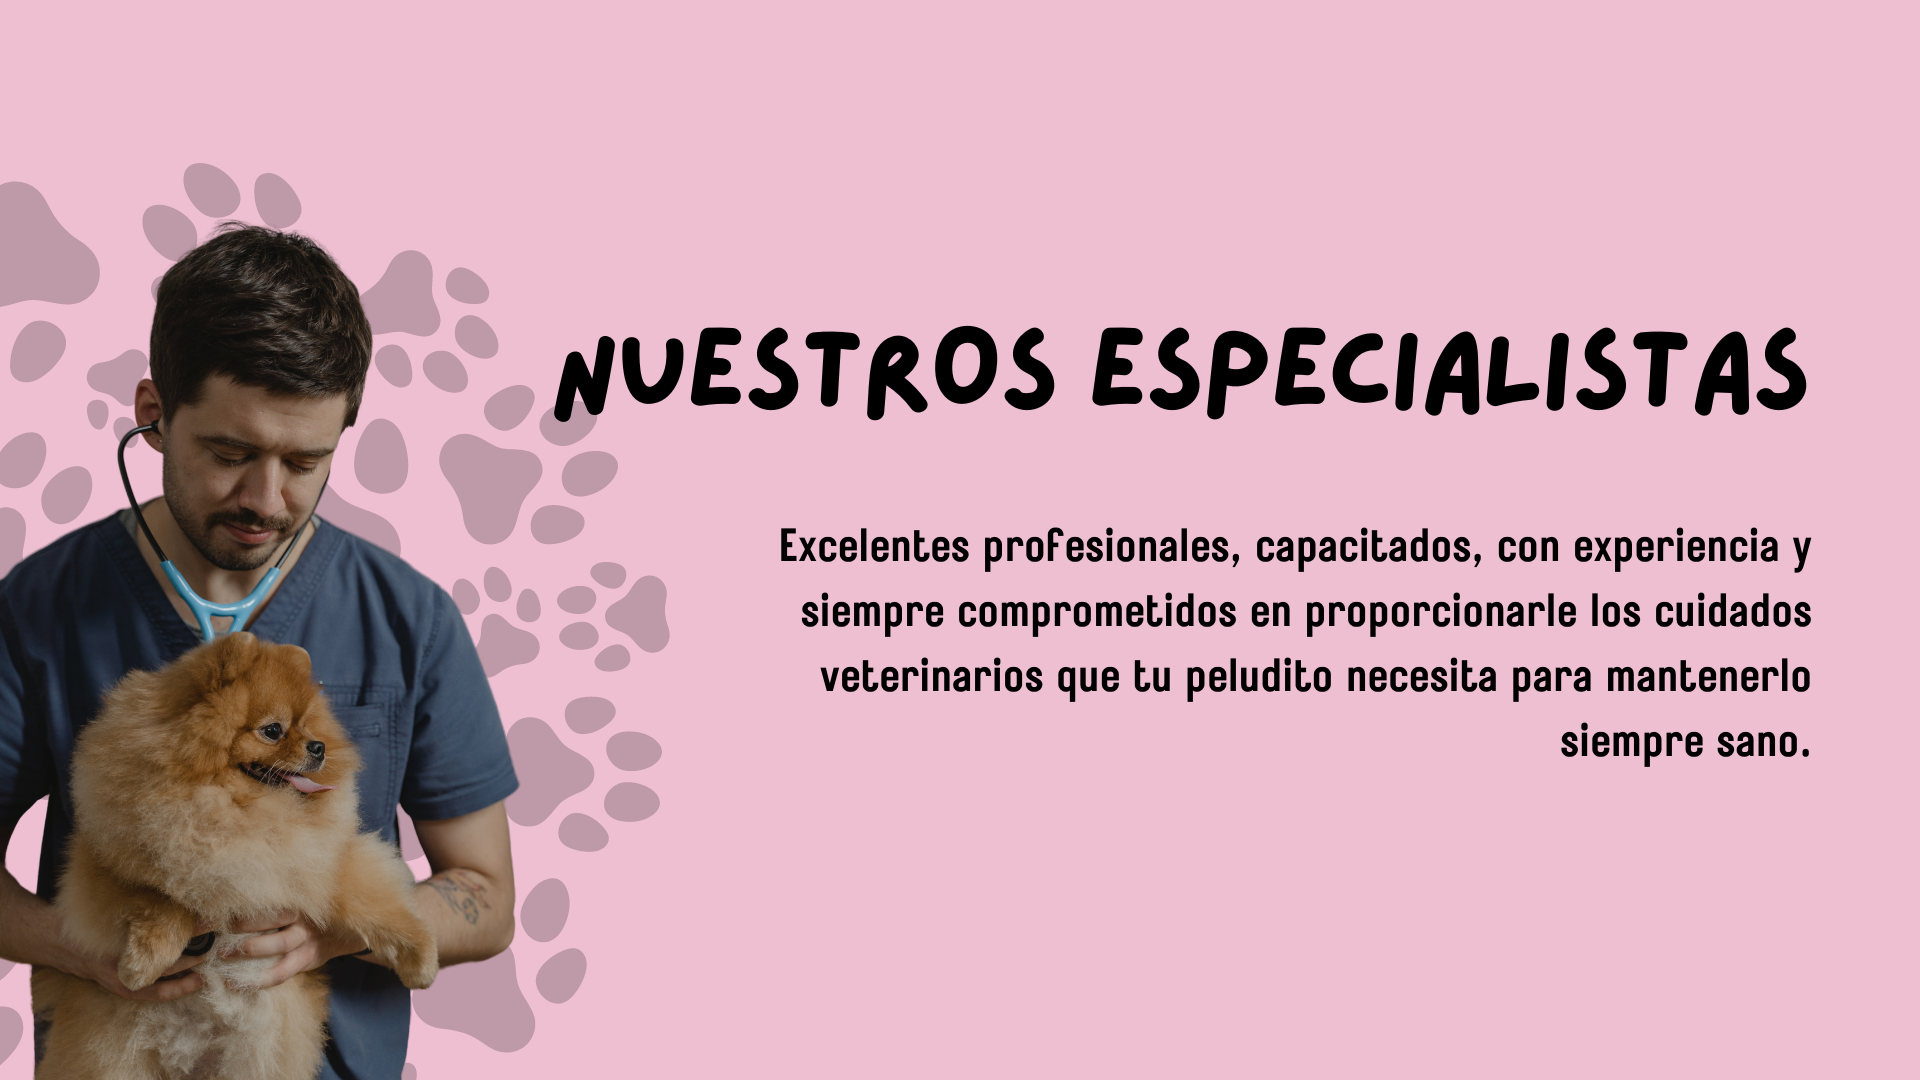 NUESTROS ESPECIALISTAS
Excelentes profesionales, capacitados, con experiencia y
siempre comprometidos en proporcionarle los cuidados
veterinarios que tu peludito necesita para mantenerlo
siempre sano.